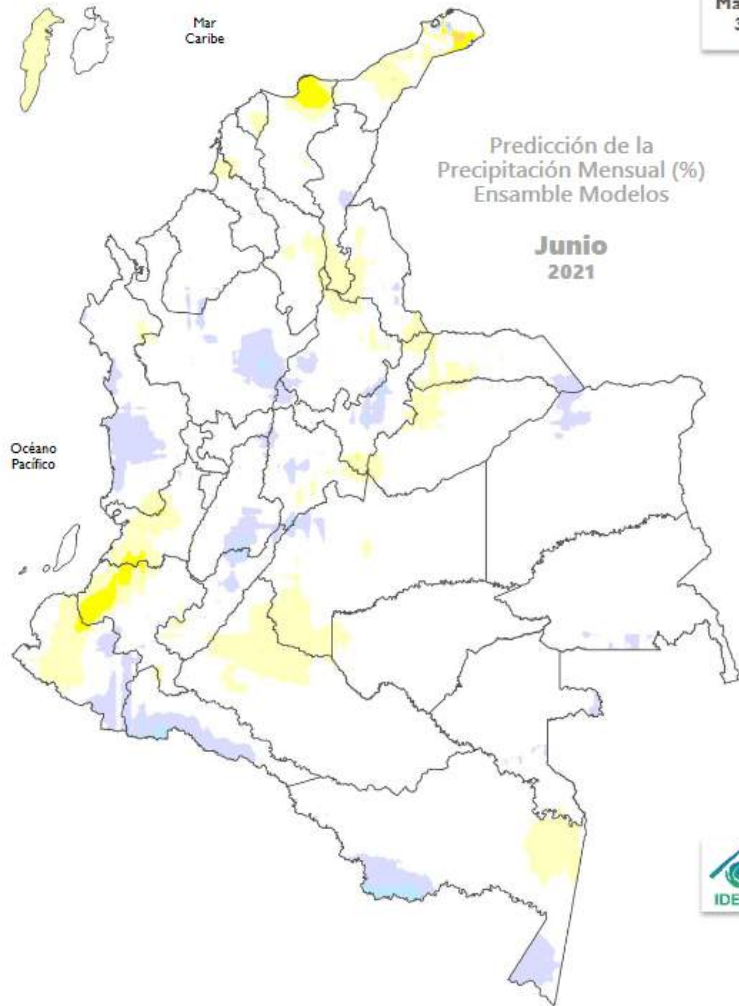 Mar
Caribe
Predicción de la
Precipitación Mensual (%)
Ensamble Modelos
Junio
2021
Océano
Pacífico